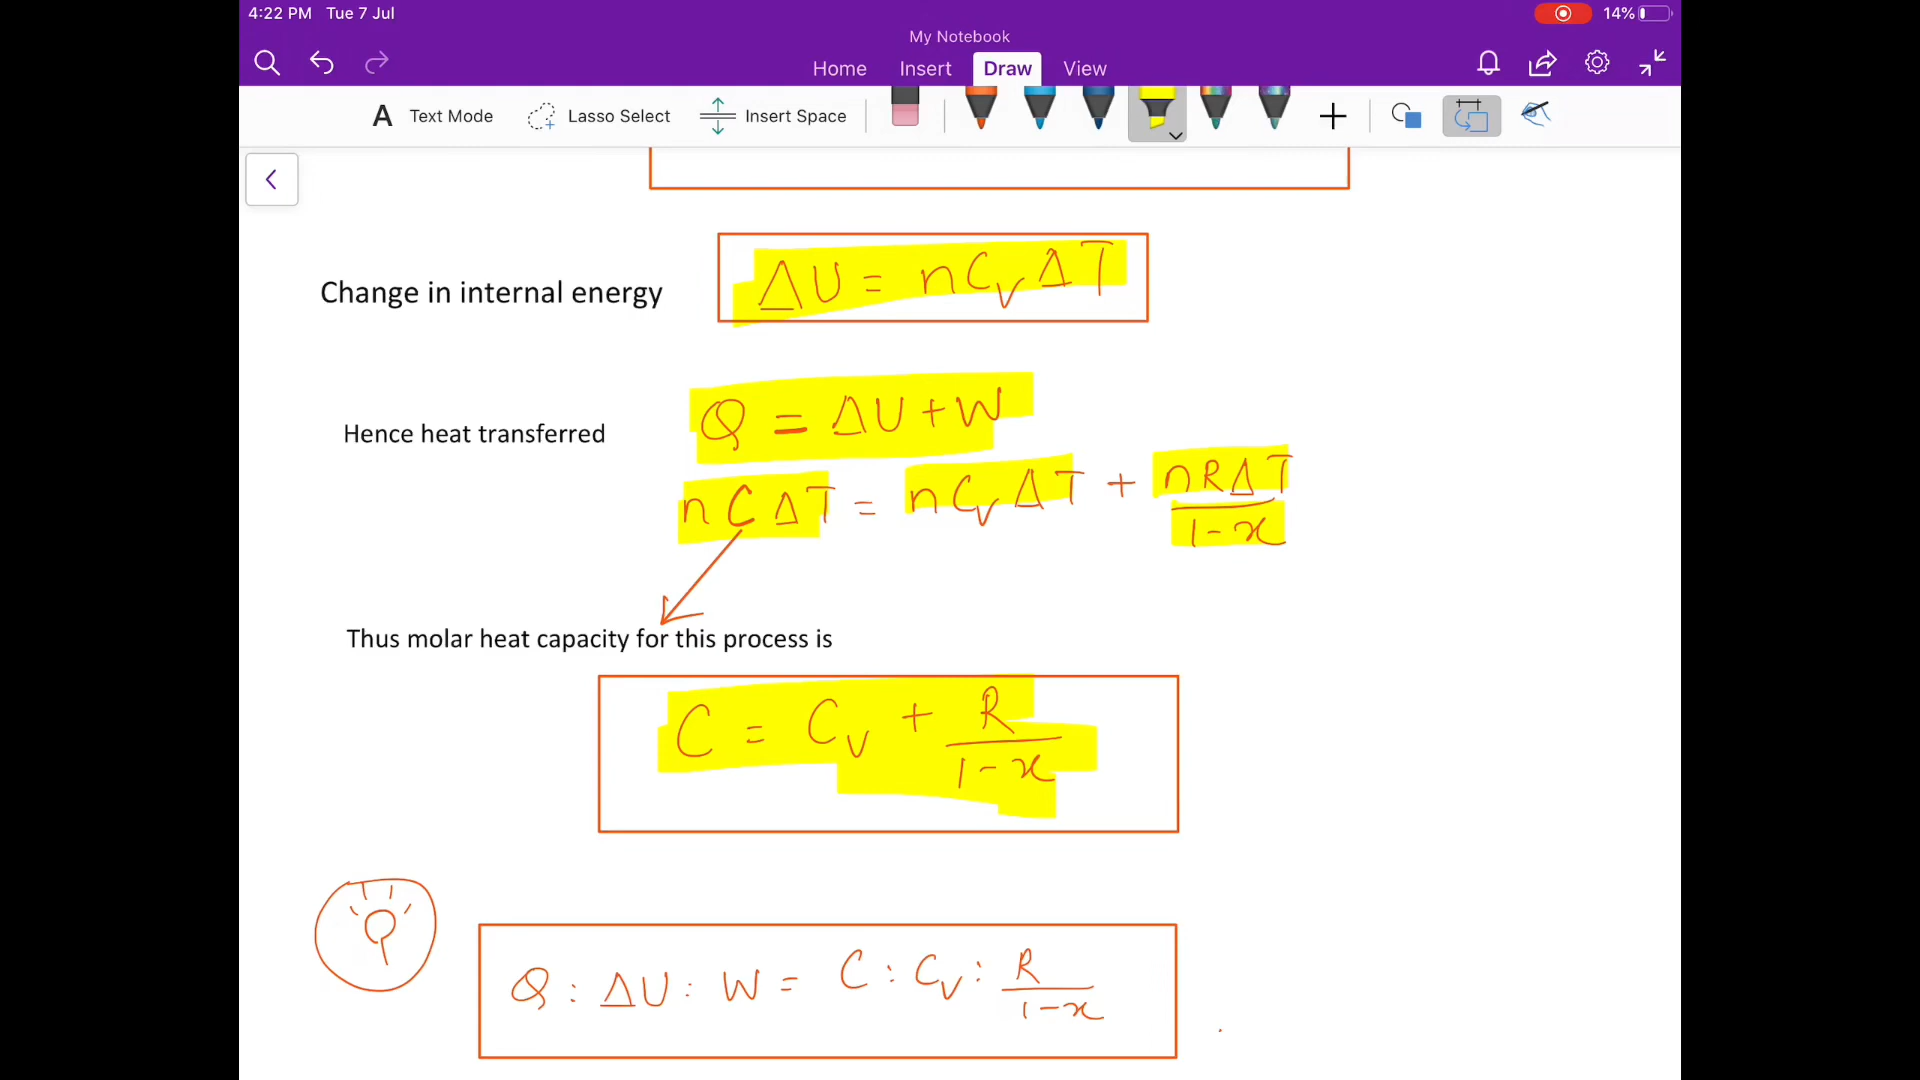 4:22 PM Tue 7 Jul
14%
My Notebook
Home Insert Draw View
A Text Mode Lasso Select Insert Space
Change in internal energy ΔU = nCᵥΔT
Hence heat transferred Q = ΔU + W
nCΔT = nCᵥΔT + nRΔT/1-x
Thus molar heat capacity for this process is
C = Cᵥ + R/1-x
Q : ΔU : W = C : Cᵥ : R/1-x